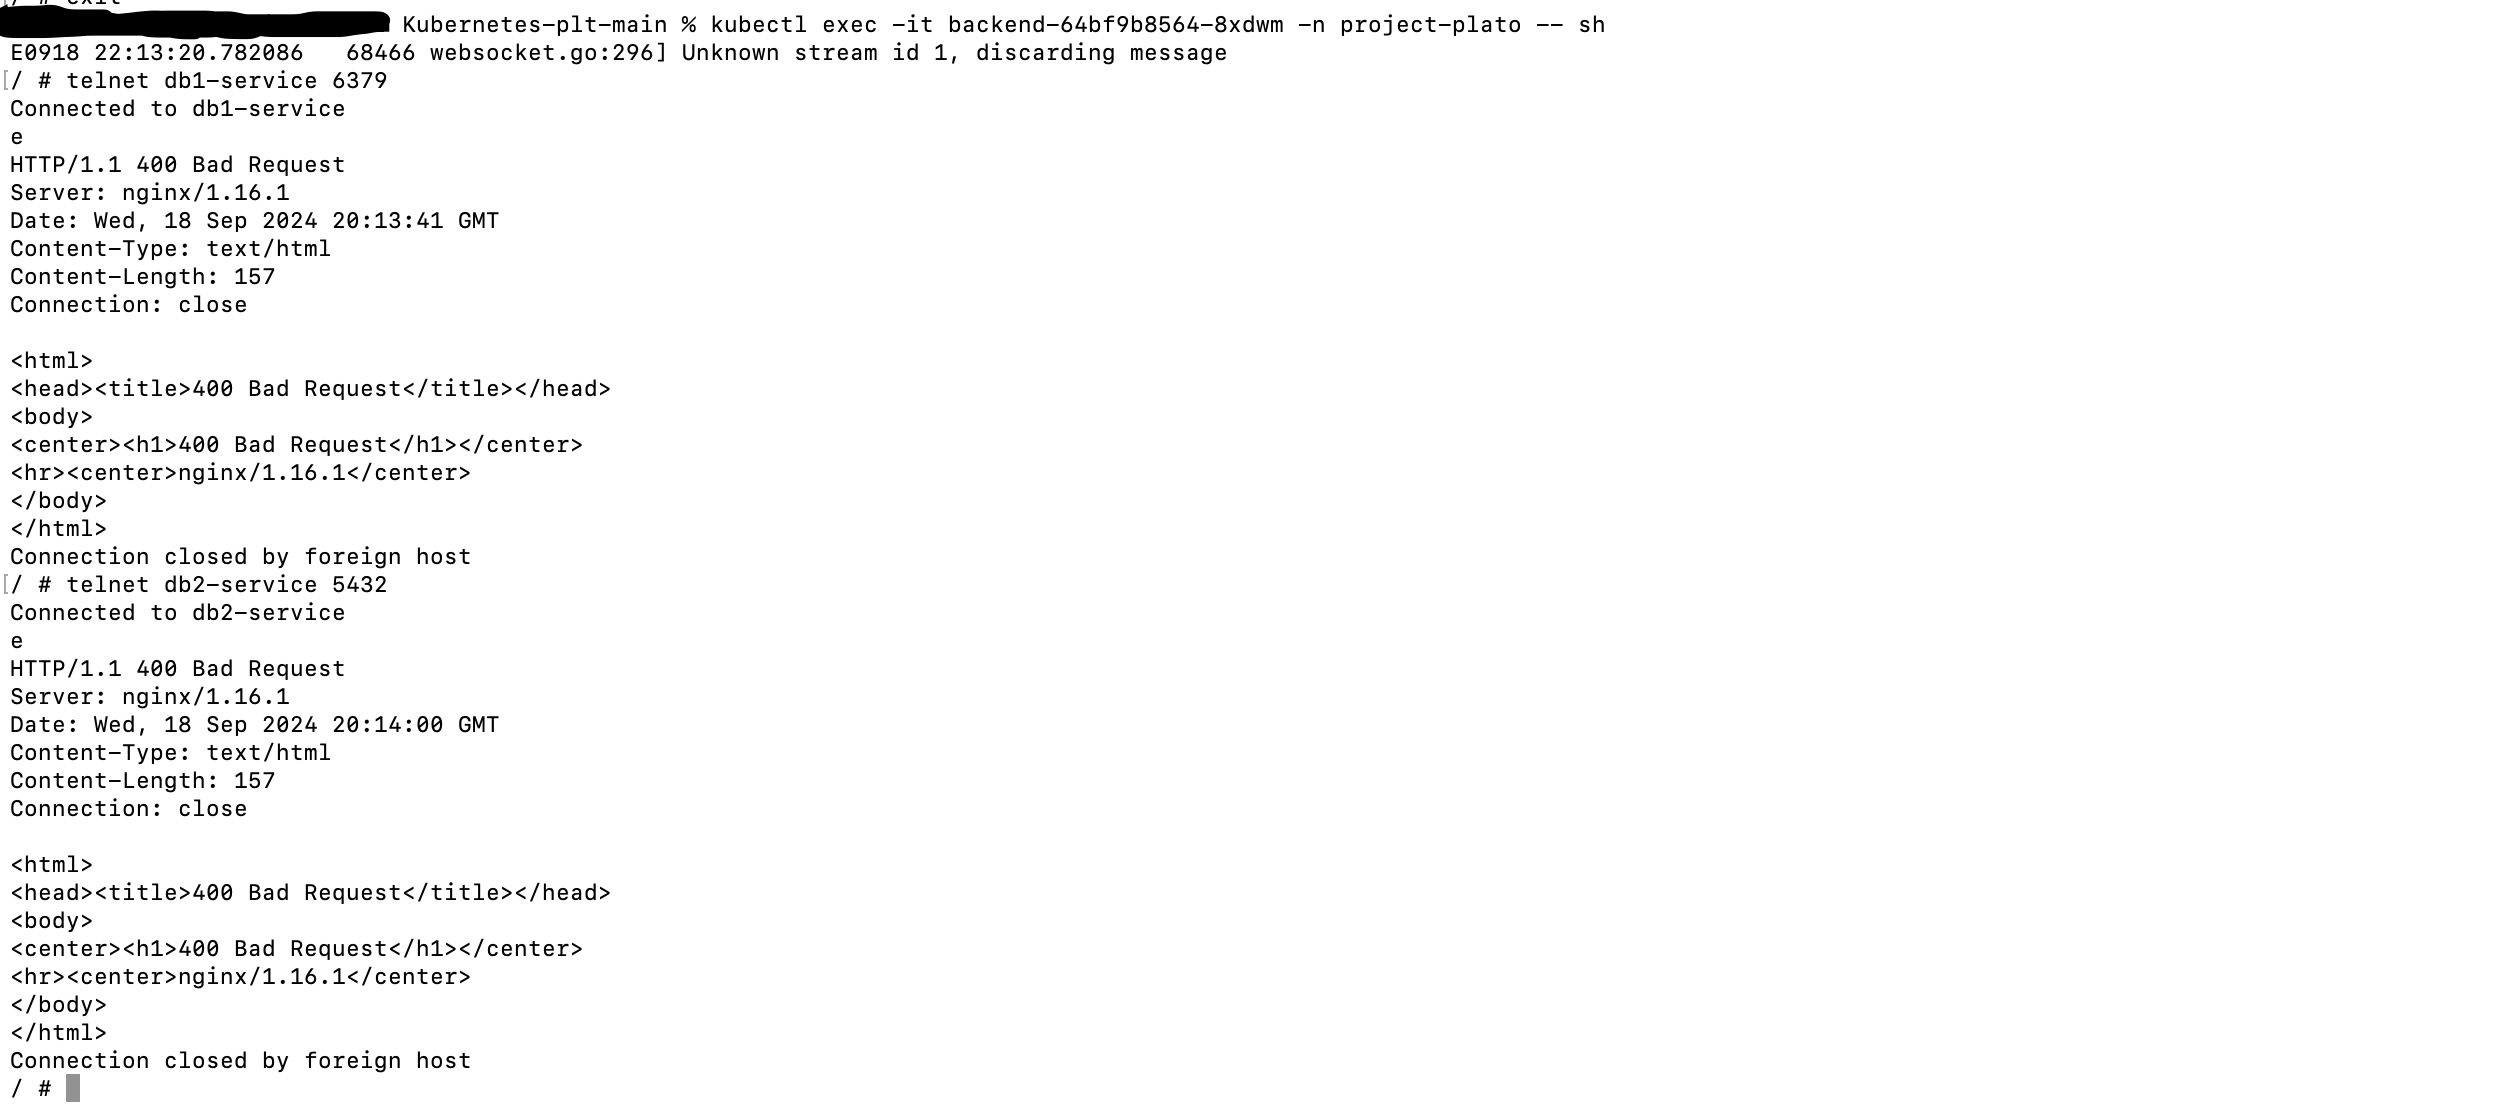 / # exit
Kubernetes-plt-main % kubectl exec -it backend-64bf9b8564-8xdwm -n project-plato -- sh
E0918 22:13:20.782086   68466 websocket.go:296] Unknown stream id 1, discarding message
[/ # telnet db1-service 6379
Connected to db1-service
e
HTTP/1.1 400 Bad Request
Server: nginx/1.16.1
Date: Wed, 18 Sep 2024 20:13:41 GMT
Content-Type: text/html
Content-Length: 157
Connection: close

<html>
<head><title>400 Bad Request</title></head>
<body>
<center><h1>400 Bad Request</h1></center>
<hr><center>nginx/1.16.1</center>
</body>
</html>
Connection closed by foreign host
[/ # telnet db2-service 5432
Connected to db2-service
e
HTTP/1.1 400 Bad Request
Server: nginx/1.16.1
Date: Wed, 18 Sep 2024 20:14:00 GMT
Content-Type: text/html
Content-Length: 157
Connection: close

<html>
<head><title>400 Bad Request</title></head>
<body>
<center><h1>400 Bad Request</h1></center>
<hr><center>nginx/1.16.1</center>
</body>
</html>
Connection closed by foreign host
/ #